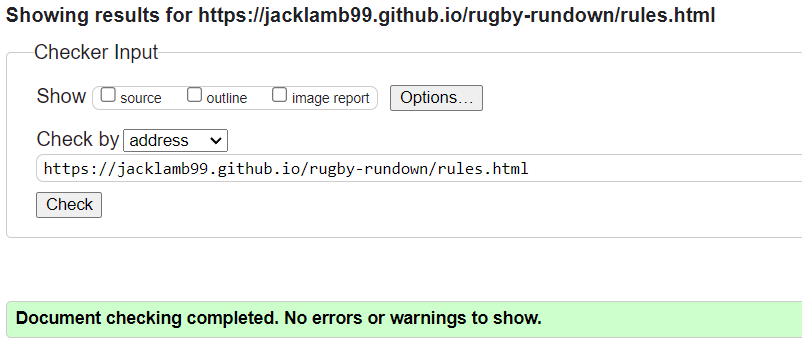 Showing results for https://jacklamb99.github.io/rugby-rundown/rules.html
Checker Input
Show source outline image report Options...
Check by address
https://jacklamb99.github.io/rugby-rundown/rules.html
Check
Document checking completed. No errors or warnings to show.